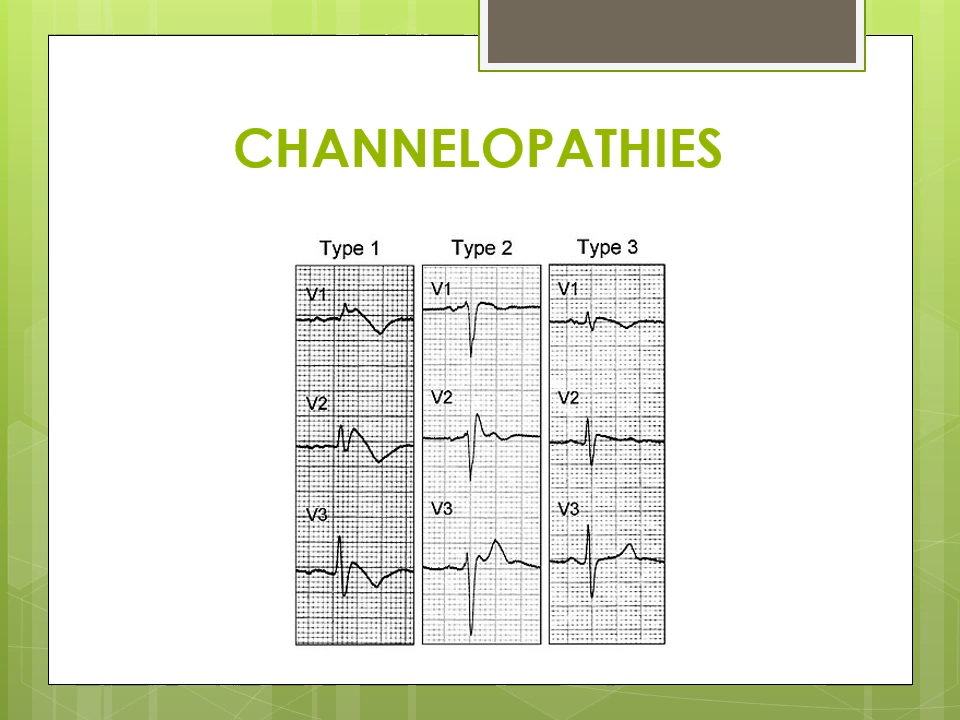 CHANNELOPATHIES
Type 1 Type 2 Type 3
V1 V1 V1
V2 V2 V2
V3 V3 V3